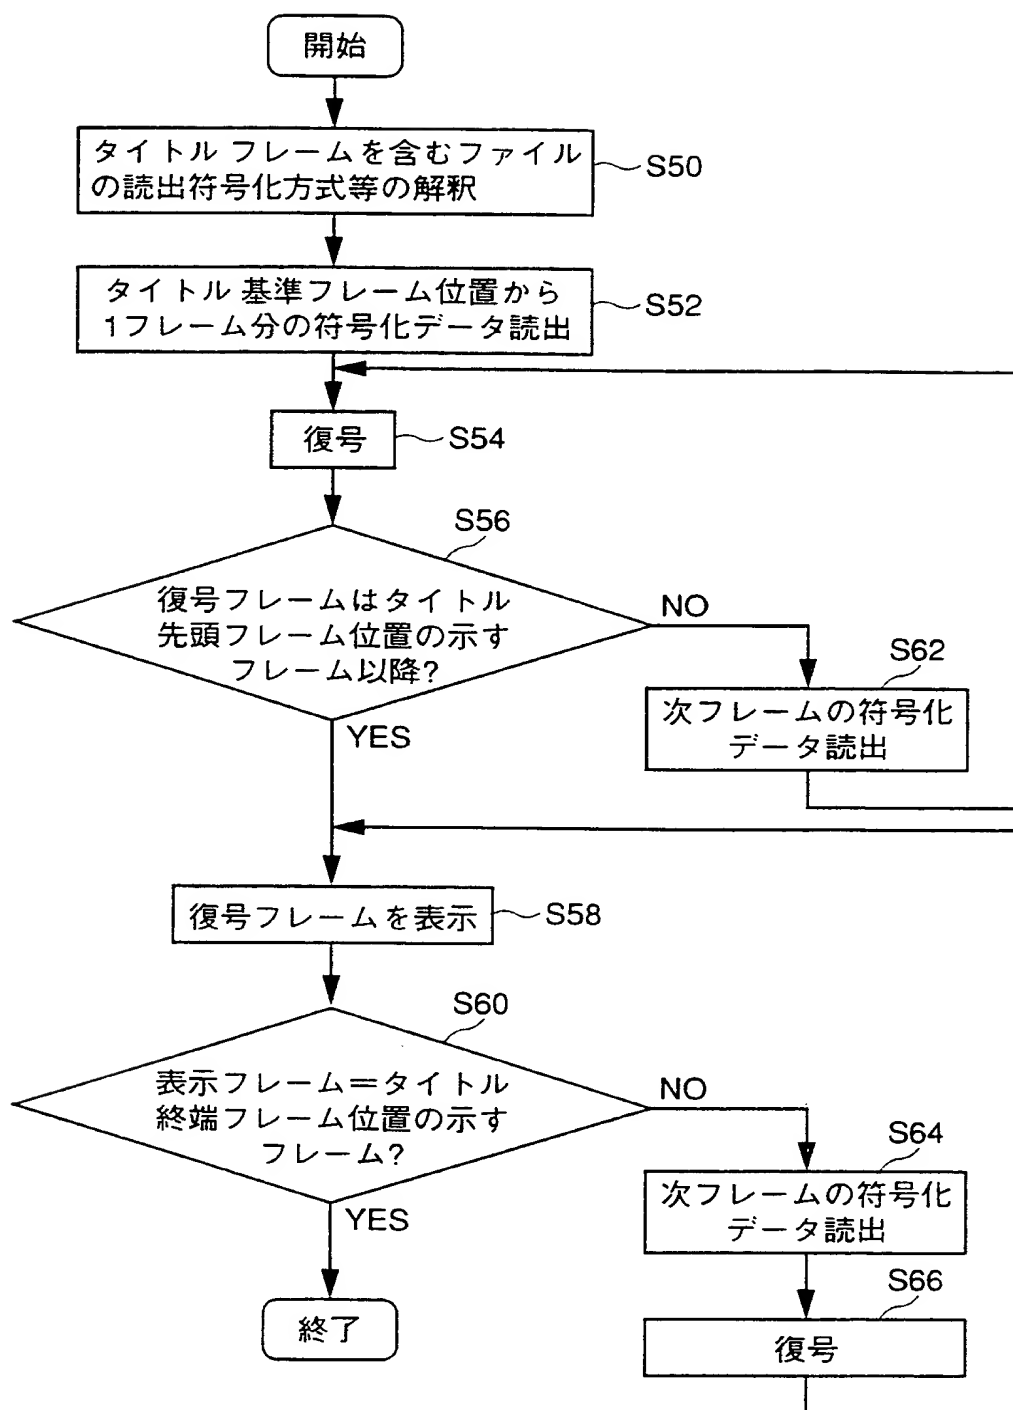 開始
タイトル フレームを含むファイル
の読出符号化方式等の解釈
S50
タイトル 基準フレーム位置から
1フレーム分の符号化データ読出
S52
復号
S54
S56
復号フレームはタイトル
先頭フレーム位置の示す
フレーム以降?
NO
YES
S62
次フレームの符号化
データ読出
復号フレームを表示
S58
S60
表示フレーム=タイトル
終端フレーム位置の示す
フレーム?
NO
YES
S64
次フレームの符号化
データ読出
S66
復号
終了